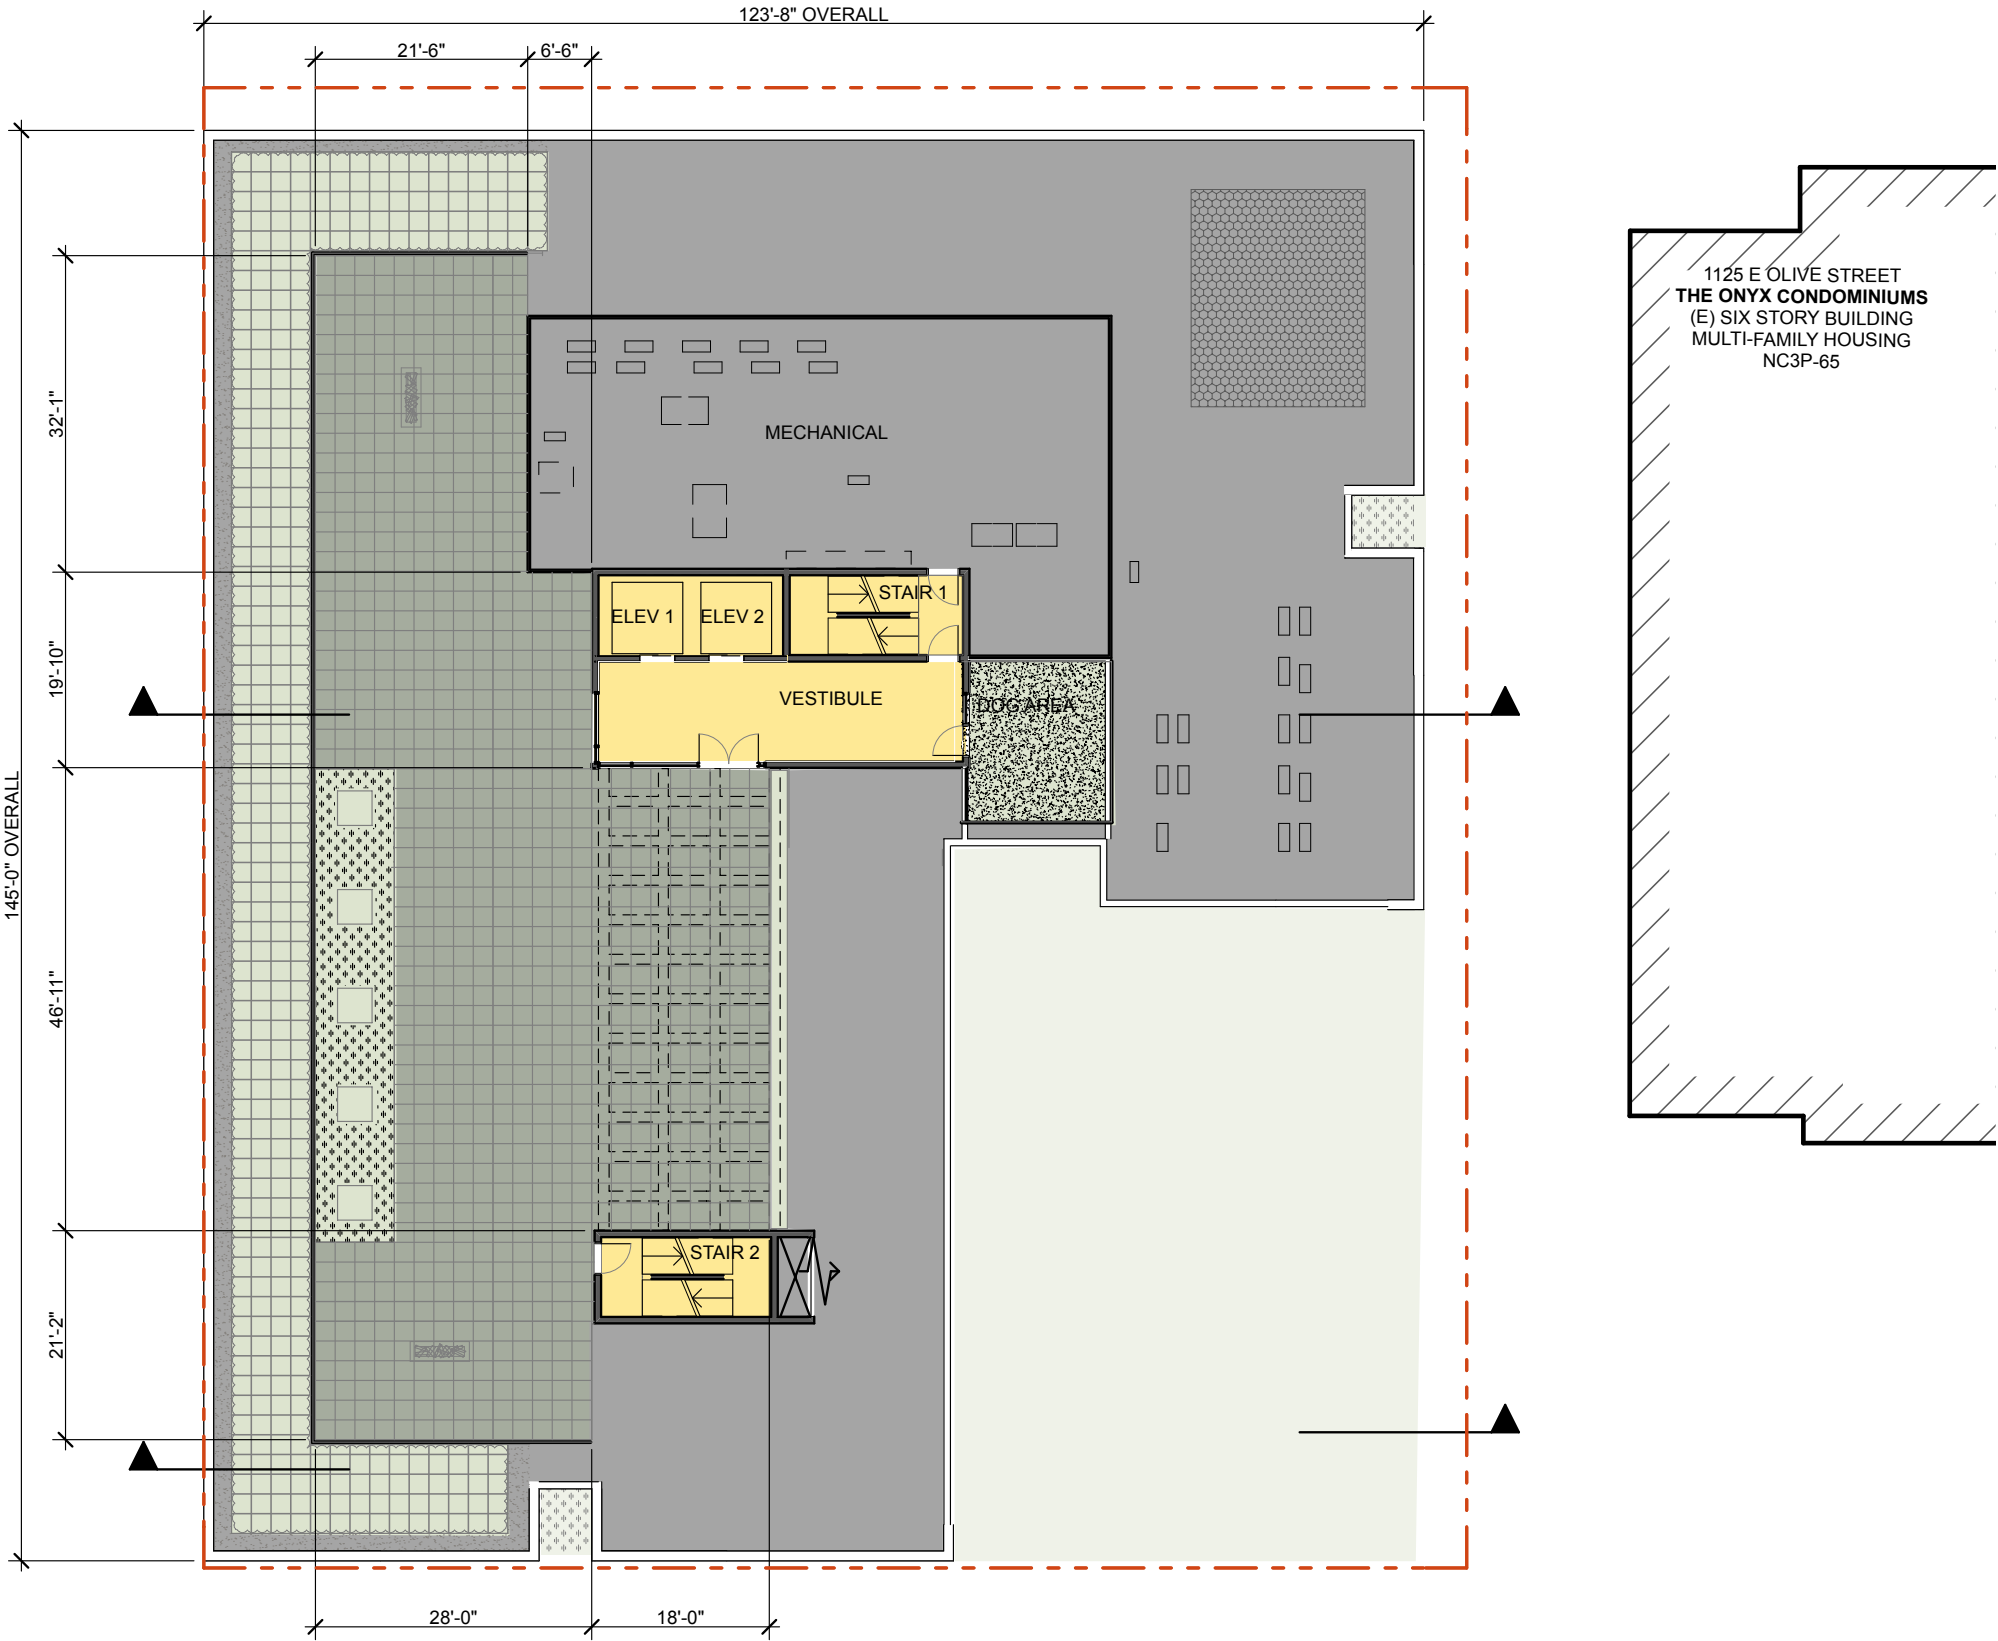 123'-8" OVERALL
21'-6"
6'-6"
1125 E OLIVE STREET
THE ONYX CONDOMINIUMS
(E) SIX STORY BUILDING
MULTI-FAMILY HOUSING
NC3P-65
32'-1"
MECHANICAL
STAIR 1
ELEV 1
ELEV 2
19'-10"
VESTIBULE
DOG AREA
145'-0" OVERALL
46'-11"
STAIR 2
21'-2"
28'-0"
18'-0"